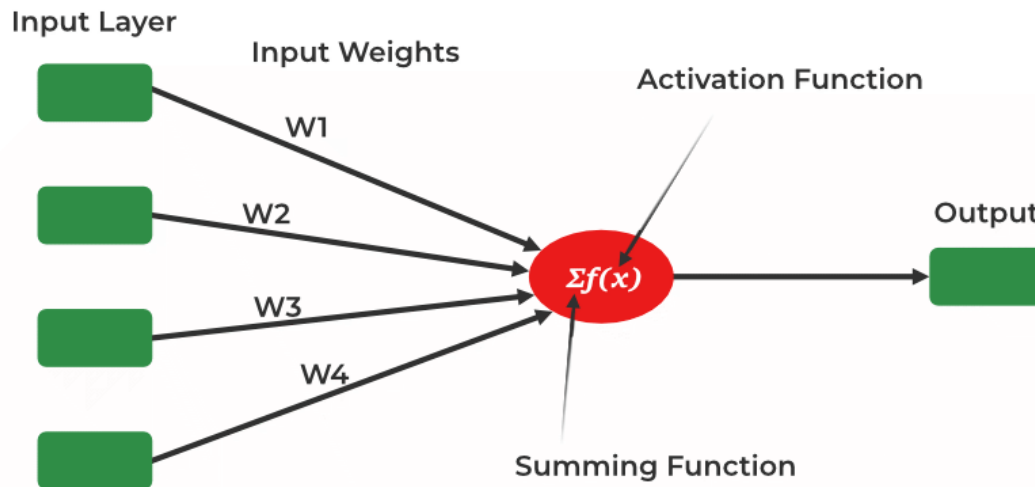 Input Layer
Input Weights
Activation Function
W1
W2
Output
Σf(x)
W3
W4
Summing Function